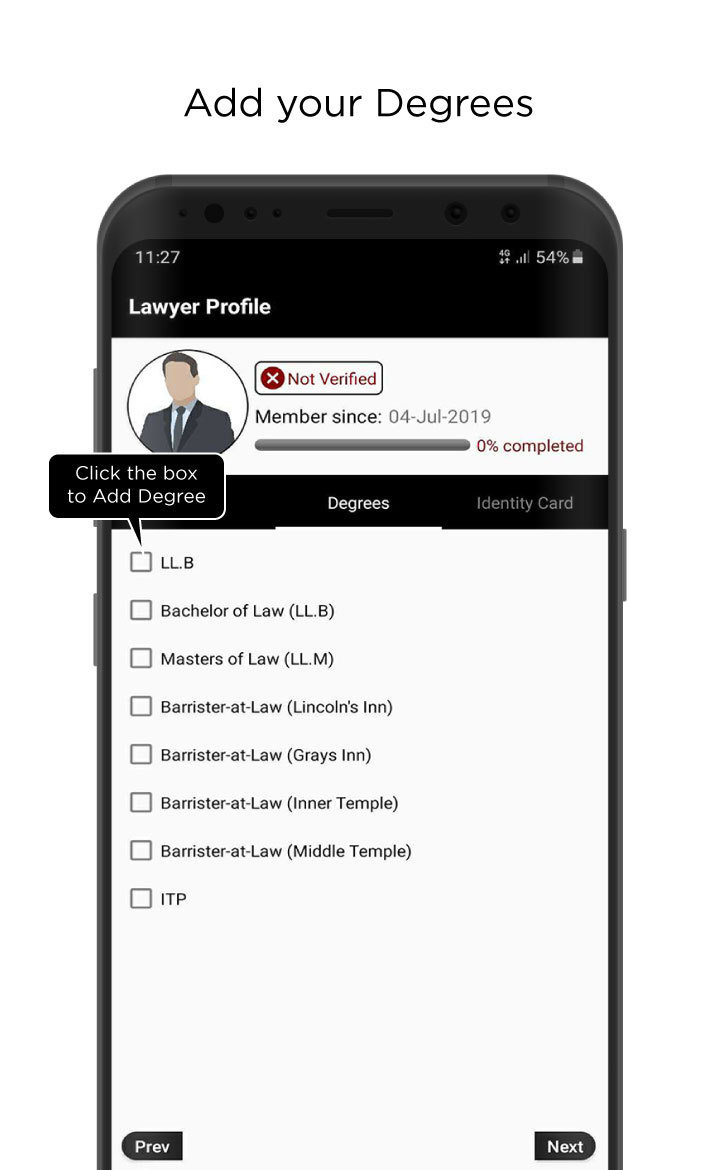 Add your Degrees
11:27
4G
54%
Lawyer Profile
Not Verified
Member since: 04-Jul-2019
0% completed
Click the box
to Add Degree
Degrees
Identity Card
LL.B
Bachelor of Law (LL.B)
Masters of Law (LL.M)
Barrister-at-Law (Lincoln's Inn)
Barrister-at-Law (Grays Inn)
Barrister-at-Law (Inner Temple)
Barrister-at-Law (Middle Temple)
ITP
Prev
Next